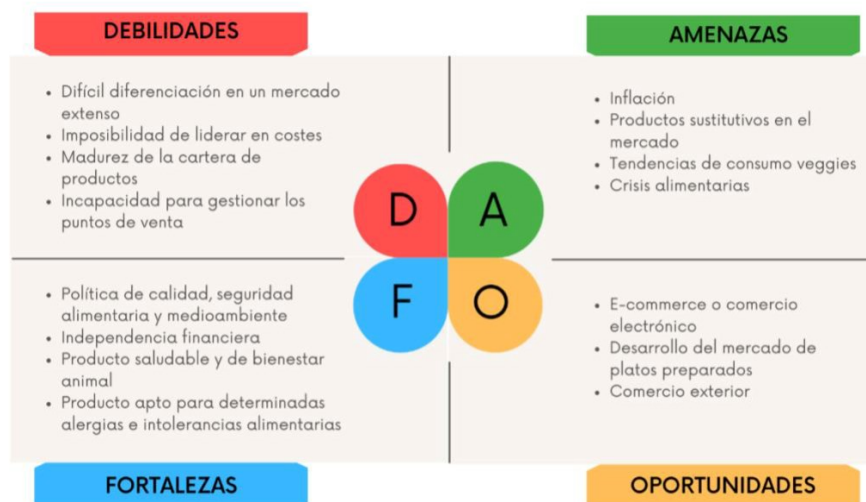 DEBILIDADES
• Difícil diferenciación en un mercado
extenso
• Imposibilidad de liderar en costes
• Madurez de la cartera de
productos
• Incapacidad para gestionar los
puntos de venta
AMENAZAS
• Inflación
• Productos sustitutivos en el
mercado
• Tendencias de consumo veggies
• Crisis alimentarias
D A
F O
• Política de calidad, seguridad
alimentaria y medioambiente
• Independencia financiera
• Producto saludable y de bienestar
animal
• Producto apto para determinadas
alergias e intolerancias alimentarias
FORTALEZAS
• E-commerce o comercio
electrónico
• Desarrollo del mercado de
platos preparados
• Comercio exterior
OPORTUNIDADES